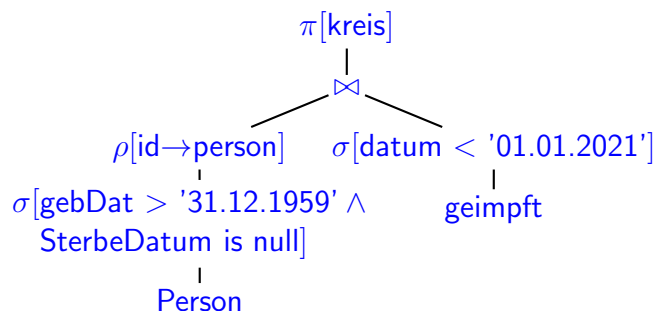 π[kreis]
⋈
ρ[id→person] σ[datum < '01.01.2021']
σ[gebDat > '31.12.1959' ∧
geimpft
SterbeDatum is null]
Person